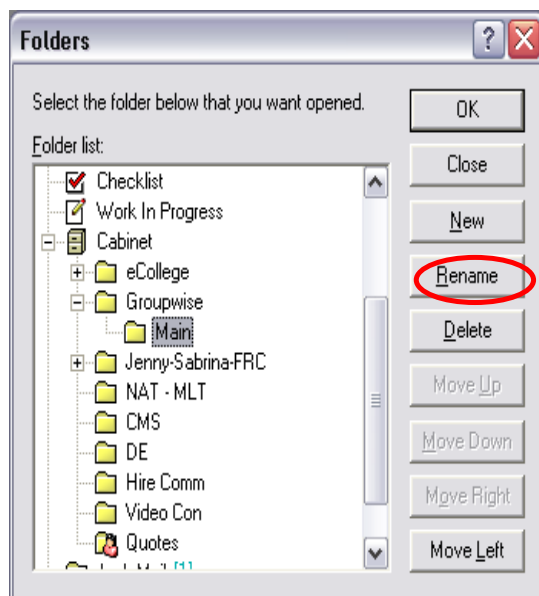 Folders
Select the folder below that you want opened.
Folder list:
Checklist
Work In Progress
Cabinet
eCollege
Groupwise
Main
Jenny-Sabrina-FRC
NAT - MLT
CMS
DE
Hire Comm
Video Con
Quotes
[1]
OK
Close
New
Rename
Delete
Move Up
Move Down
Move Right
Move Left